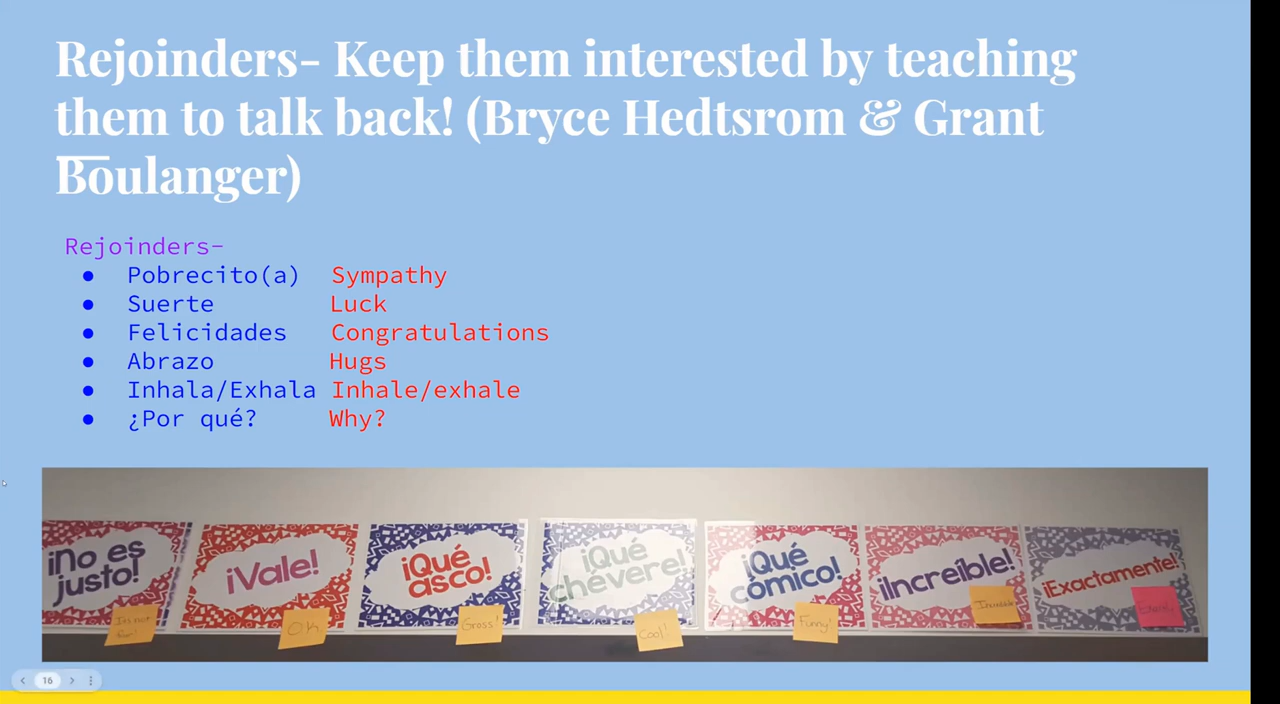 Rejoinders- Keep them interested by teaching
them to talk back! (Bryce Hedtsrom & Grant
Boulanger)
Rejoinders-
● Pobrecito(a) Sympathy
● Suerte Luck
● Felicidades Congratulations
● Abrazo Hugs
● Inhala/Exhala Inhale/exhale
● ¿Por qué? Why?
¡No es
justo!
¡Vale!
¡Qué
asco!
¡Qué
chévere!
¡Qué
cómico!
¡Increíble!
¡Exactamente!
OK
Gross!
Cool!
Funny!
16